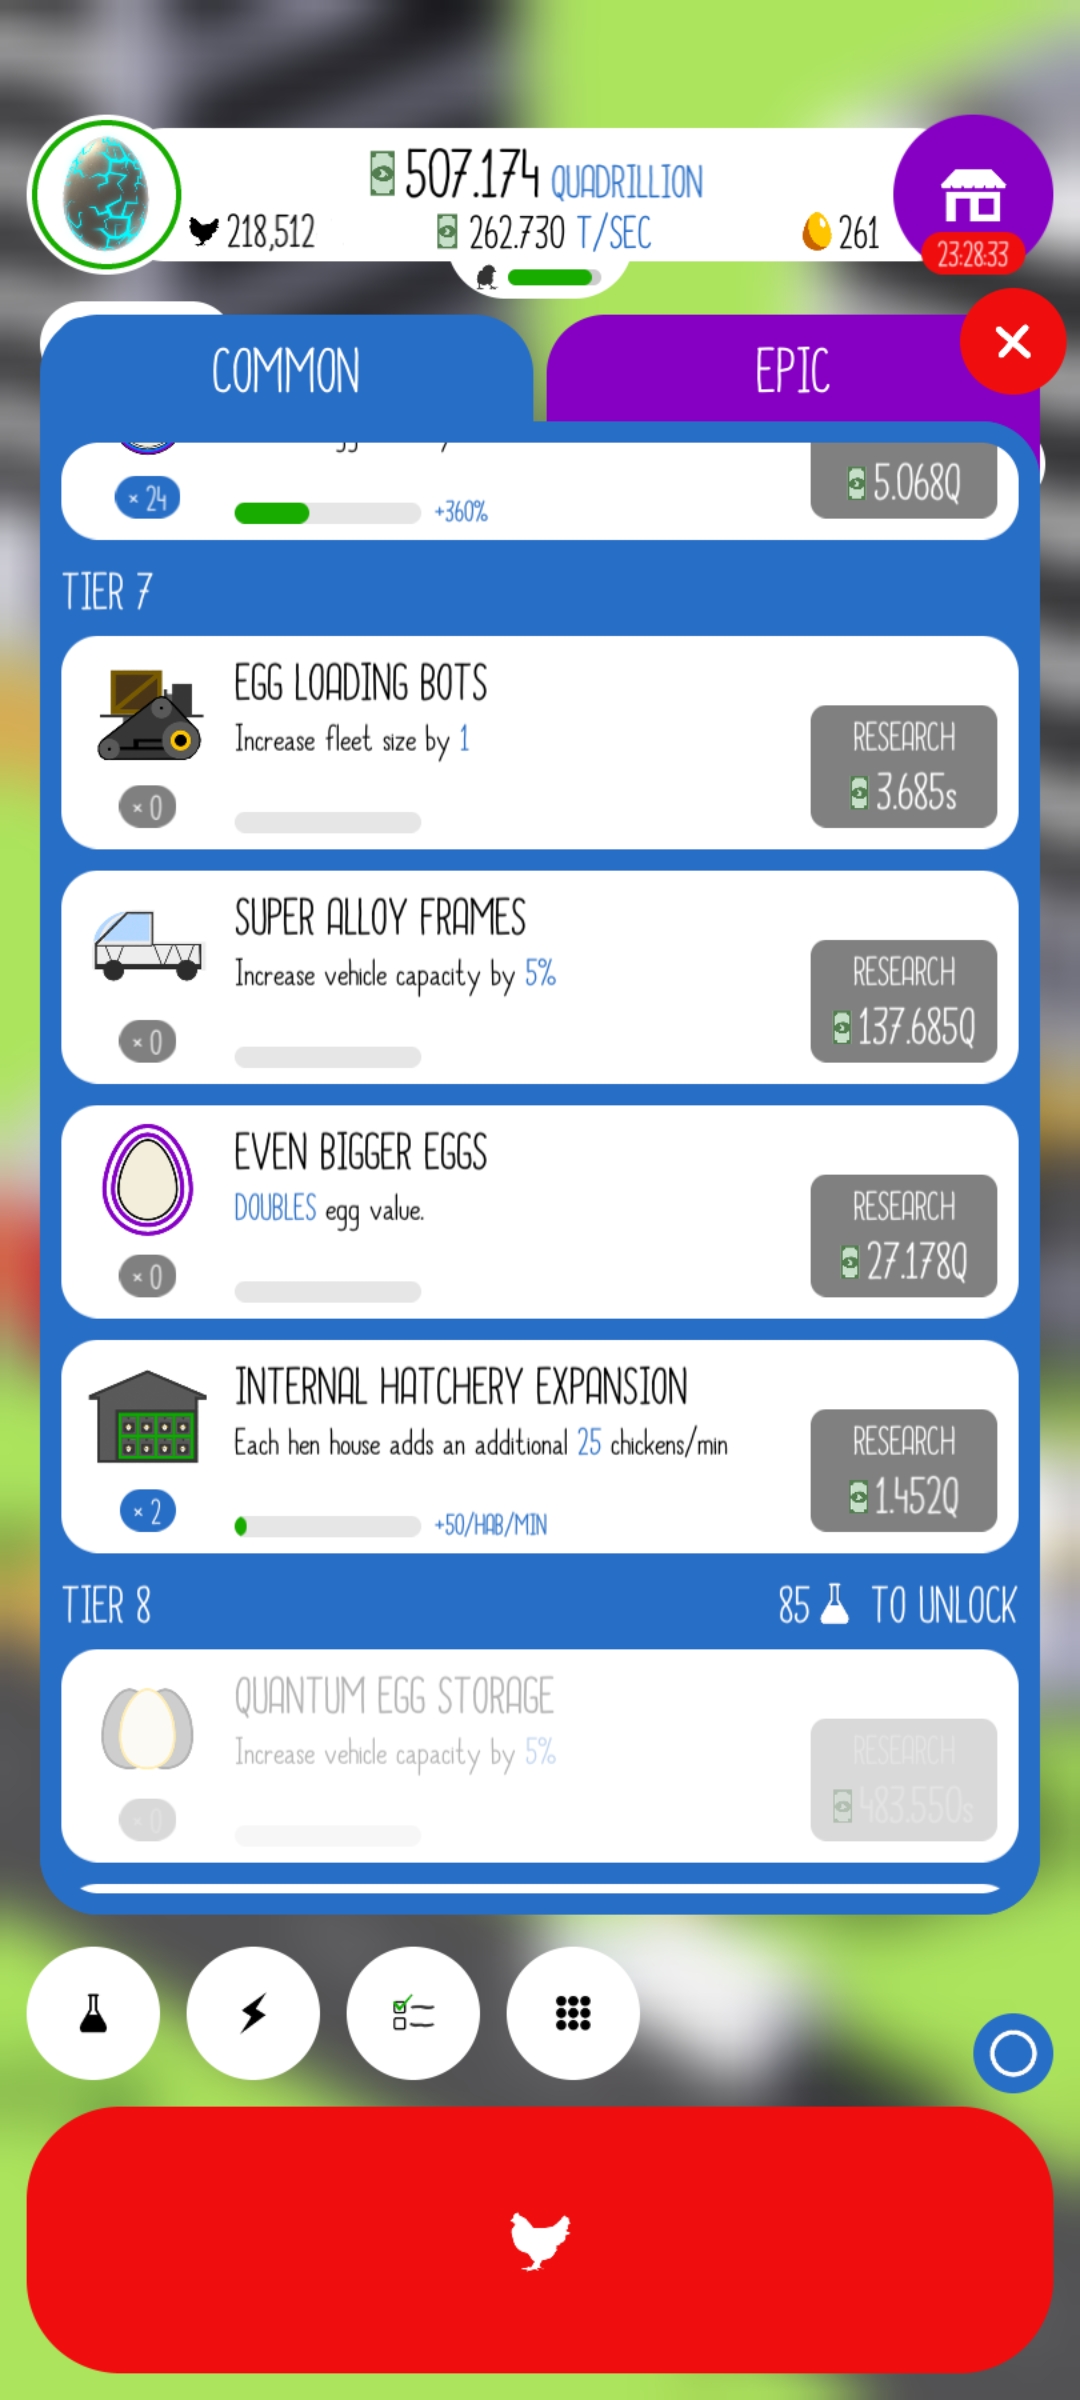 507.174 QUADRILLION
218,512
262.730 T/SEC
261
23:28:33
COMMON
EPIC
× 24
+360%
5.068Q
TIER 7
EGG LOADING BOTS
Increase fleet size by 1
× 0
RESEARCH
3.685s
SUPER ALLOY FRAMES
Increase vehicle capacity by 5%
× 0
RESEARCH
137.685Q
EVEN BIGGER EGGS
DOUBLES egg value.
× 0
RESEARCH
27.178Q
INTERNAL HATCHERY EXPANSION
Each hen house adds an additional 25 chickens/min
× 2
+50/HAB/MIN
RESEARCH
1.452Q
TIER 8
85 TO UNLOCK
QUANTUM EGG STORAGE
Increase vehicle capacity by 5%
× 0
RESEARCH
483.550s